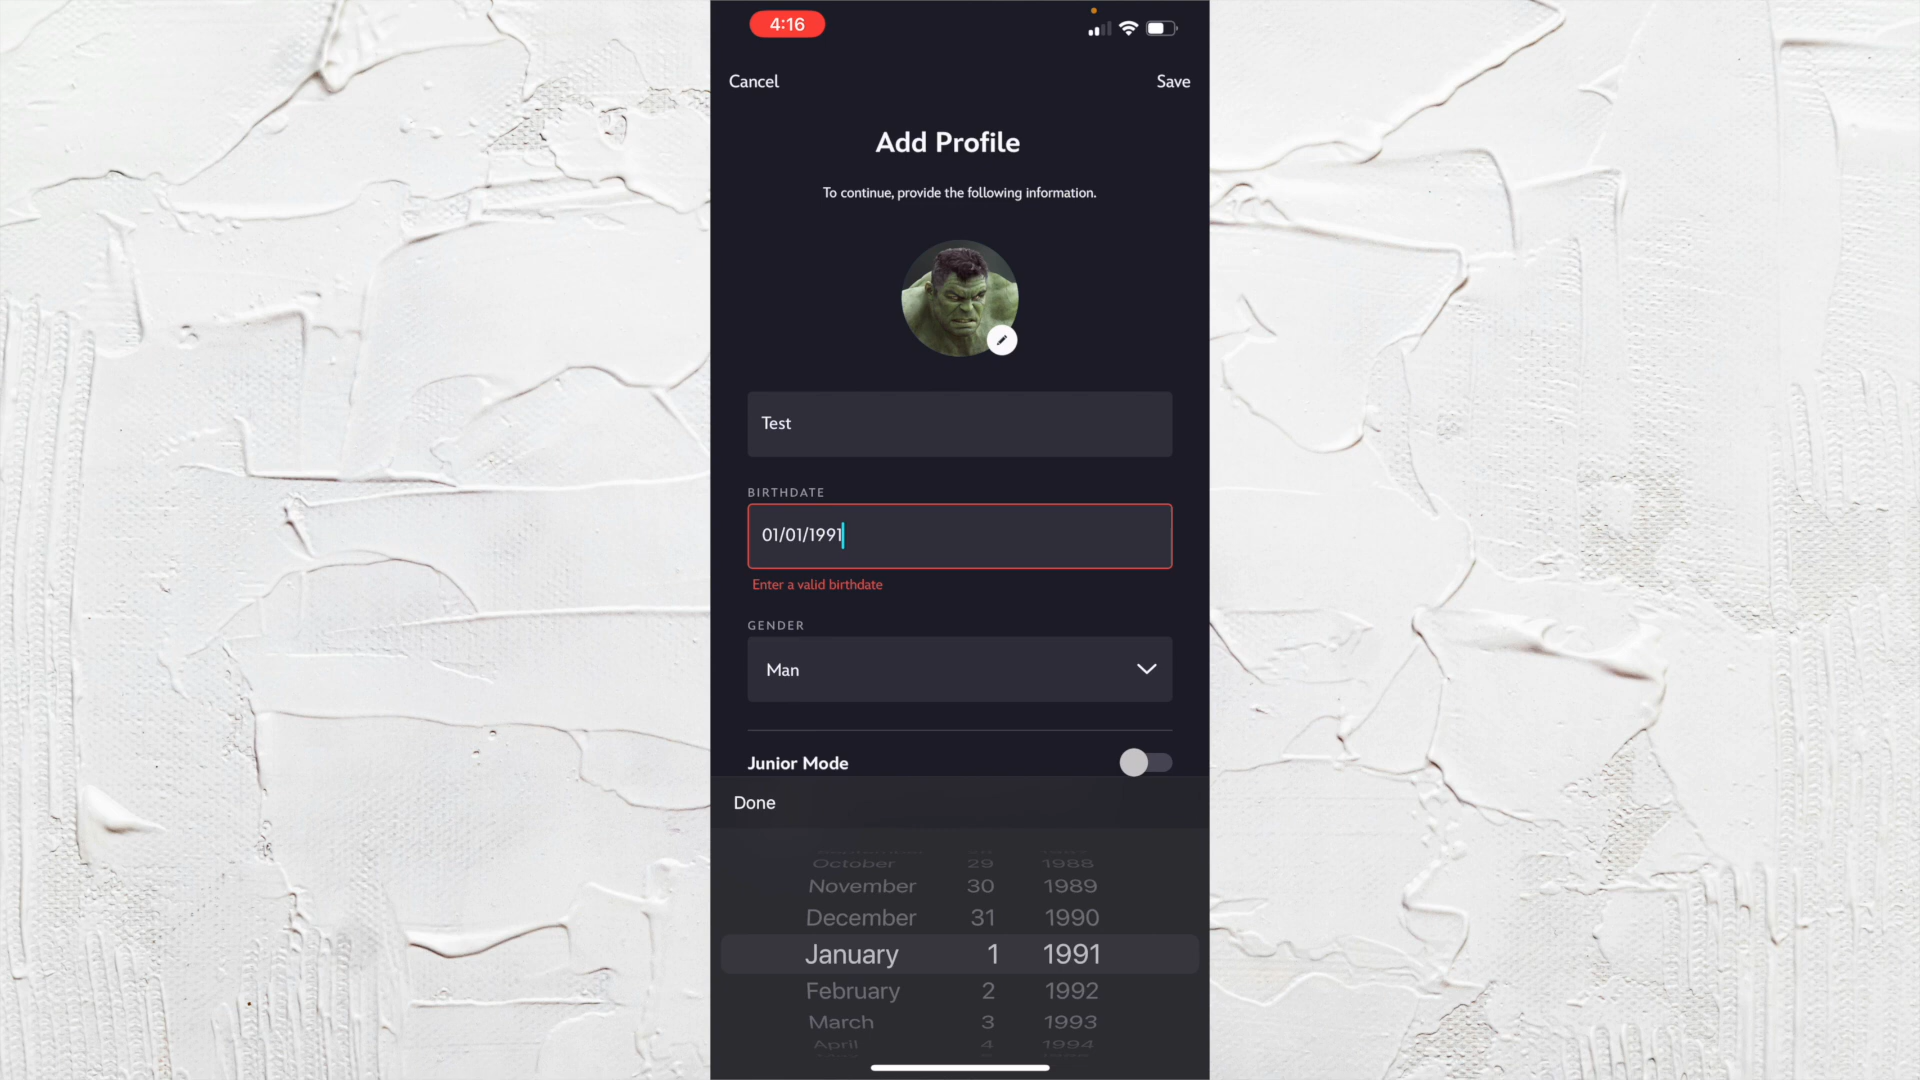 4:16
Cancel
Save
Add Profile
To continue, provide the following information.
Test
BIRTHDATE
01/01/1991
Enter a valid birthdate
GENDER
Man
Junior Mode
Done
October 29 1988
November 30 1989
December 31 1990
January 1 1991
February 2 1992
March 3 1993
April 4 1994